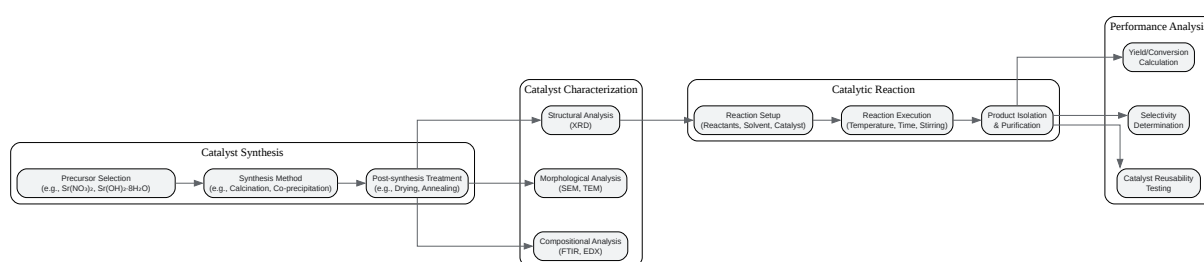 Catalyst Synthesis
Precursor Selection
(e.g., Sr(NO₃)₂, Sr(OH)₂·8H₂O)
Synthesis Method
(e.g., Calcination, Co-precipitation)
Post-synthesis Treatment
(e.g., Drying, Annealing)
Catalyst Characterization
Structural Analysis
(XRD)
Morphological Analysis
(SEM, TEM)
Compositional Analysis
(FTIR, EDX)
Catalytic Reaction
Reaction Setup
(Reactants, Solvent, Catalyst)
Reaction Execution
(Temperature, Time, Stirring)
Product Isolation
& Purification
Performance Analysis
Yield/Conversion
Calculation
Selectivity
Determination
Catalyst Reusability
Testing